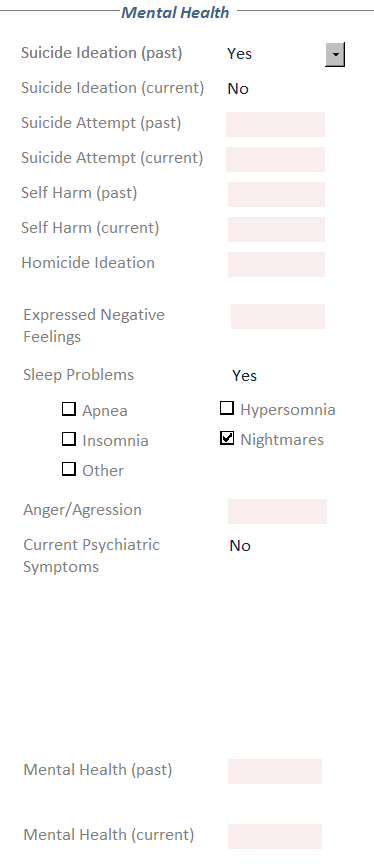 Mental Health
Suicide Ideation (past) Yes
Suicide Ideation (current) No
Suicide Attempt (past)
Suicide Attempt (current)
Self Harm (past)
Self Harm (current)
Homicide Ideation
Expressed Negative
Feelings
Sleep Problems Yes
Apnea Hypersomnia
Insomnia Nightmares
Other
Anger/Agression
Current Psychiatric No
Symptoms
Mental Health (past)
Mental Health (current)